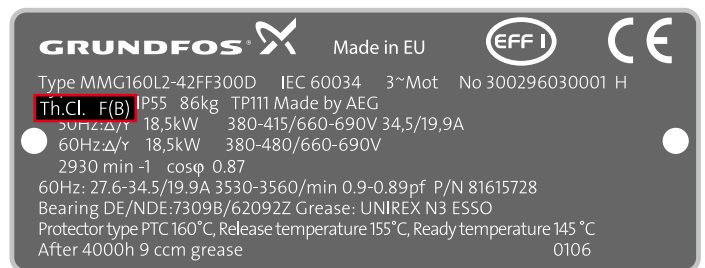 GRUNDFOS Made in EU EFF I CE
Type MMG160L2-42FF300D IEC 60034 3~Mot No 300296030001 H
Th.Cl. F(B) IP55 86kg TP111 Made by AEG
50Hz:Δ/Y 18,5kW 380-415/660-690V 34,5/19,9A
60Hz:Δ/Y 18,5kW 380-480/660-690V
2930 min -1 cosφ 0.87
60Hz: 27.6-34.5/19.9A 3530-3560/min 0.9-0.89pf P/N 81615728
Bearing DE/NDE:7309B/62092Z Grease: UNIREX N3 ESSO
Protector type PTC 160°C, Release temperature 155°C, Ready temperature 145 °C
After 4000h 9 ccm grease 0106